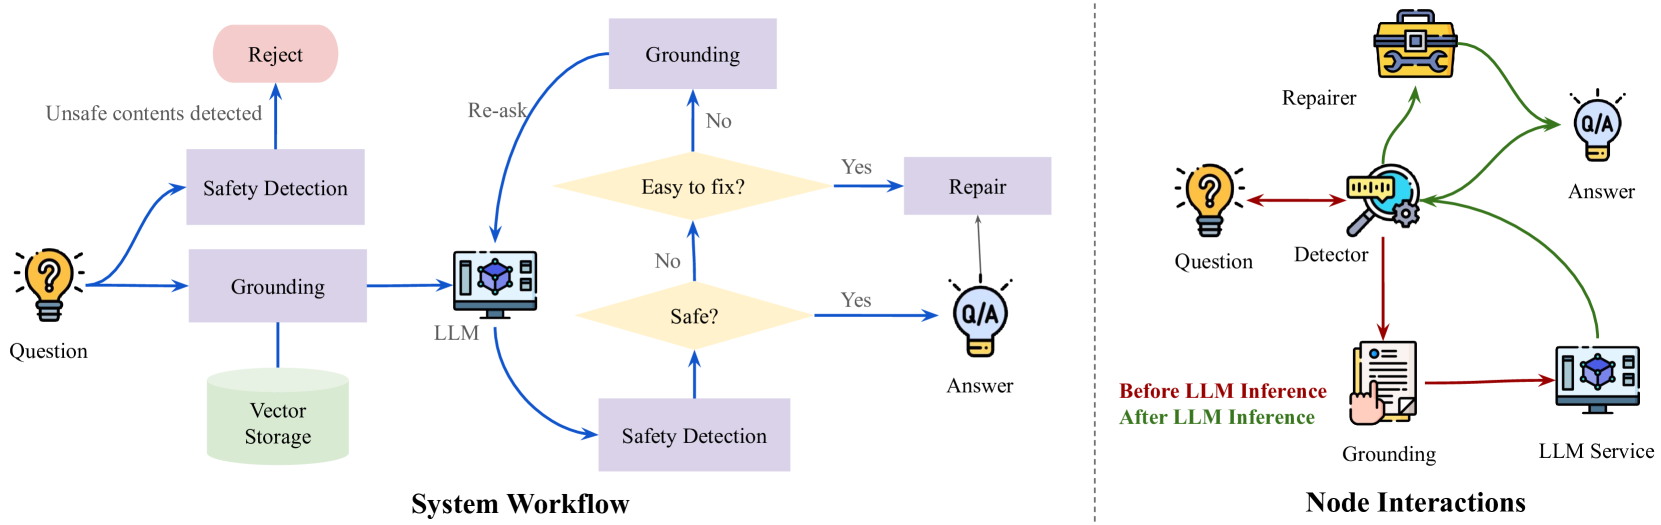 Reject
Unsafe contents detected
Safety Detection
Grounding
Question
Vector
Storage
Grounding
Re-ask
No
Easy to fix?
Yes
Repair
No
Safe?
Yes
LLM
Q/A
Answer
Safety Detection
System Workflow
Repairer
Q/A
Answer
Question
Detector
Before LLM Inference
After LLM Inference
Grounding
LLM Service
Node Interactions